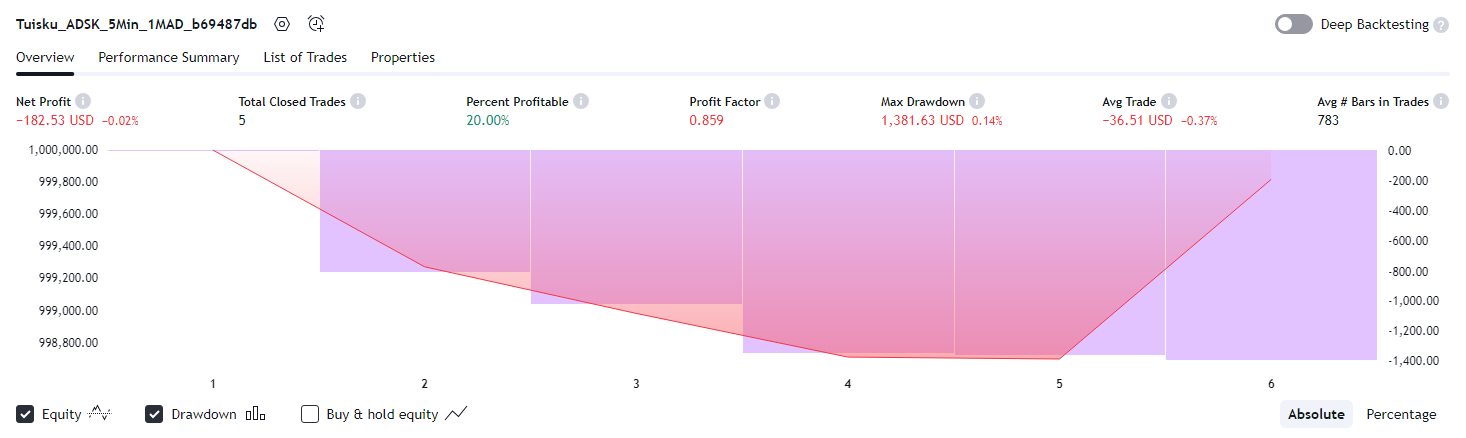 Tuisku_ADSK_5Min_1MAD_b69487db
Deep Backtesting ?
Overview Performance Summary List of Trades Properties
Net Profit Total Closed Trades Percent Profitable Profit Factor Max Drawdown Avg Trade Avg # Bars in Trades
−182.53 USD −0.02% 5 20.00% 0.859 1,381.63 USD 0.14% −36.51 USD −0.37% 783
1,000,000.00 0.00
999,800.00 -200.00
999,600.00 -400.00
999,400.00 -600.00
999,200.00 -800.00
999,000.00 -1,000.00
998,800.00 -1,200.00
-1,400.00
1 2 3 4 5 6
Equity Drawdown Buy & hold equity Absolute Percentage